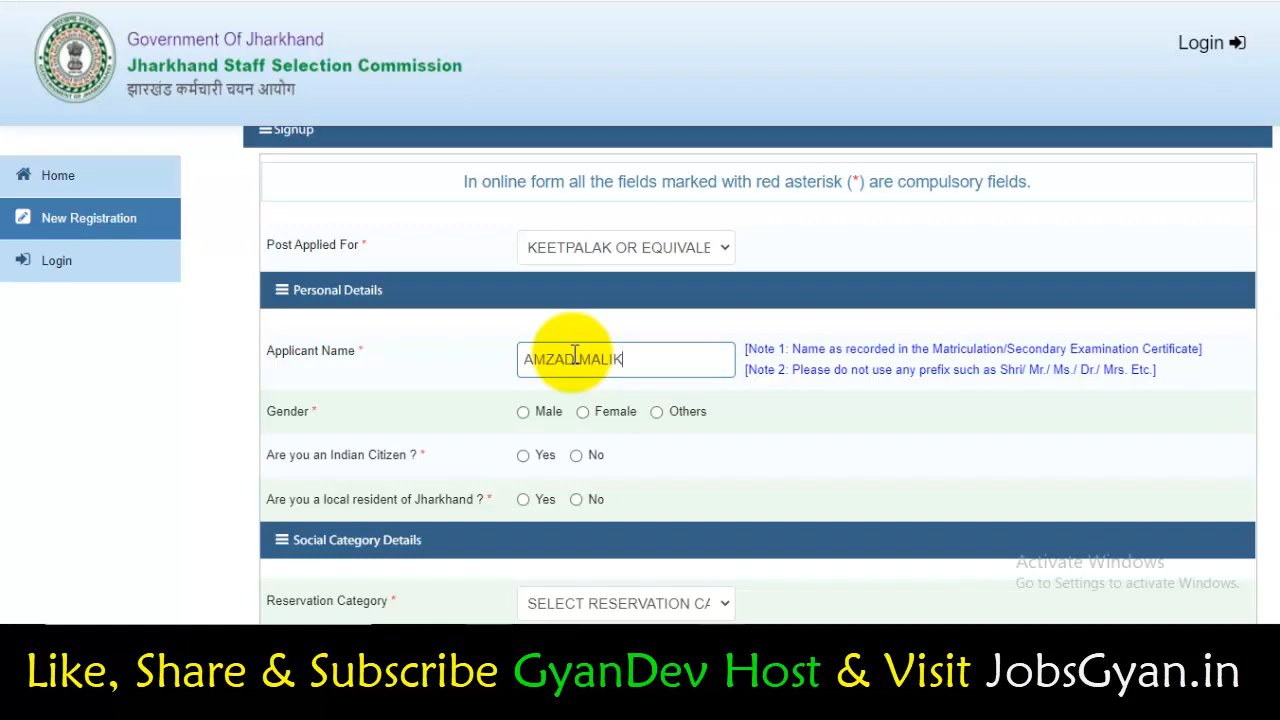 Government Of Jharkhand
Jharkhand Staff Selection Commission
झारखंड कर्मचारी चयन आयोग
Login
Signup
Home
New Registration
Login
In online form all the fields marked with red asterisk (*) are compulsory fields.
Post Applied For *
KEETPALAK OR EQUIVALE
Personal Details
Applicant Name *
AMZAD MALIK
[Note 1: Name as recorded in the Matriculation/Secondary Examination Certificate]
[Note 2: Please do not use any prefix such as Shri/ Mr./ Ms./ Dr./ Mrs. Etc.]
Gender *
Male Female Others
Are you an Indian Citizen ? *
Yes No
Are you a local resident of Jharkhand ? *
Yes No
Social Category Details
Activate Windows
Go to Settings to activate Windows.
Reservation Category *
SELECT RESERVATION CA
Like, Share & Subscribe GyanDev Host & Visit JobsGyan.in